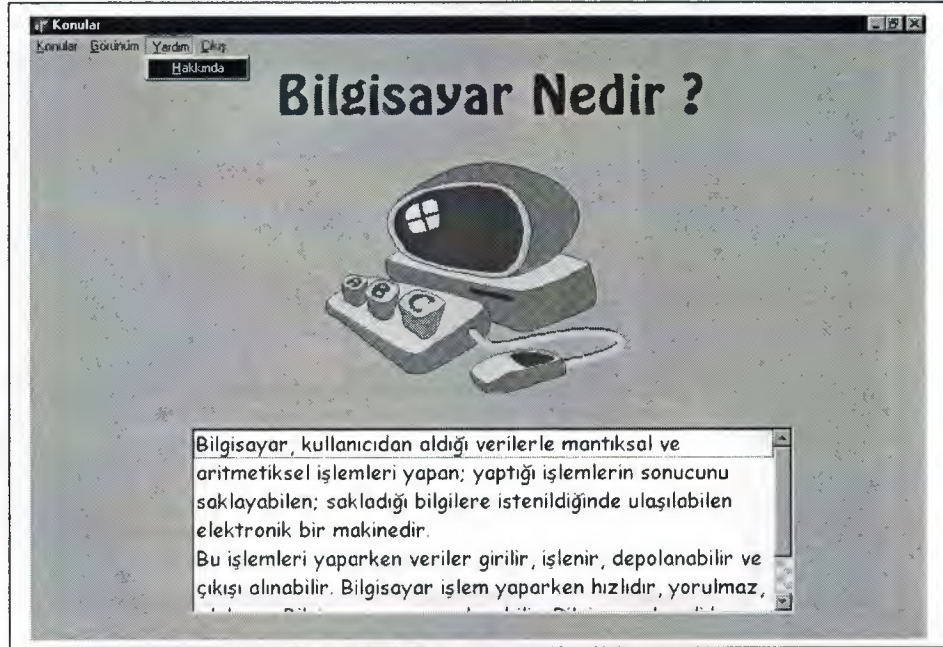 Konular
Konular Görünüm Yardım Çıkış
Hakkında
Bilgisayar Nedir ?
A B C
Bilgisayar, kullanıcıdan aldığı verilerle mantıksal ve
aritmetiksel işlemleri yapan; yaptığı işlemlerin sonucunu
saklayabilen; sakladığı bilgilere istenildiğinde ulaşılabilen
elektronik bir makinedir.
Bu işlemleri yaparken veriler girilir, işlenir, depolanabilir ve
çıkışı alınabilir. Bilgisayar işlem yaparken hızlıdır, yorulmaz,